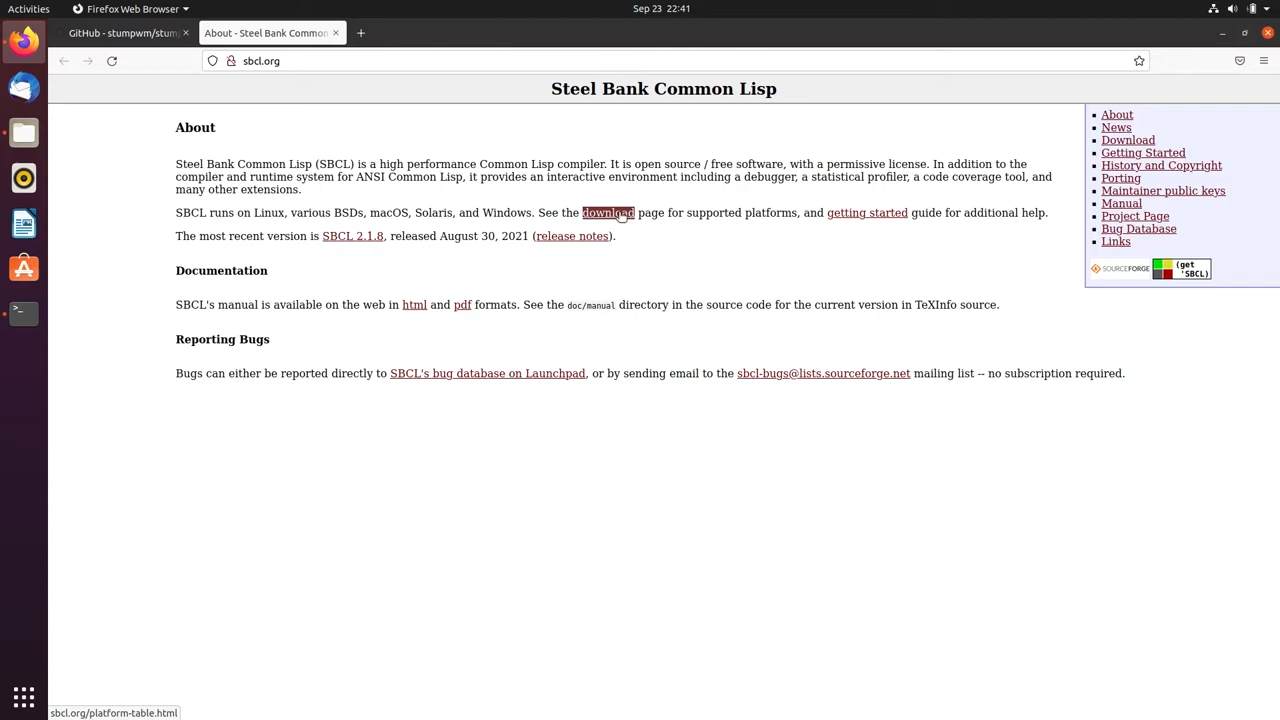 Activities
Firefox Web Browser
Sep 23 22:41
GitHub - stumpwm/stum
About - Steel Bank Common
sbcl.org
Steel Bank Common Lisp
About
Steel Bank Common Lisp (SBCL) is a high performance Common Lisp compiler. It is open source / free software, with a permissive license. In addition to the
compiler and runtime system for ANSI Common Lisp, it provides an interactive environment including a debugger, a statistical profiler, a code coverage tool, and
many other extensions.
SBCL runs on Linux, various BSDs, macOS, Solaris, and Windows. See the download page for supported platforms, and getting started guide for additional help.
The most recent version is SBCL 2.1.8, released August 30, 2021 (release notes).
Documentation
SBCL's manual is available on the web in html and pdf formats. See the doc/manual directory in the source code for the current version in TeXInfo source.
Reporting Bugs
Bugs can either be reported directly to SBCL's bug database on Launchpad, or by sending email to the sbcl-bugs@lists.sourceforge.net mailing list -- no subscription required.
About
News
Download
Getting Started
History and Copyright
Porting
Maintainer public keys
Manual
Project Page
Bug Database
Links
SOURCEFORGE
(get
'SBCL)
sbcl.org/platform-table.html